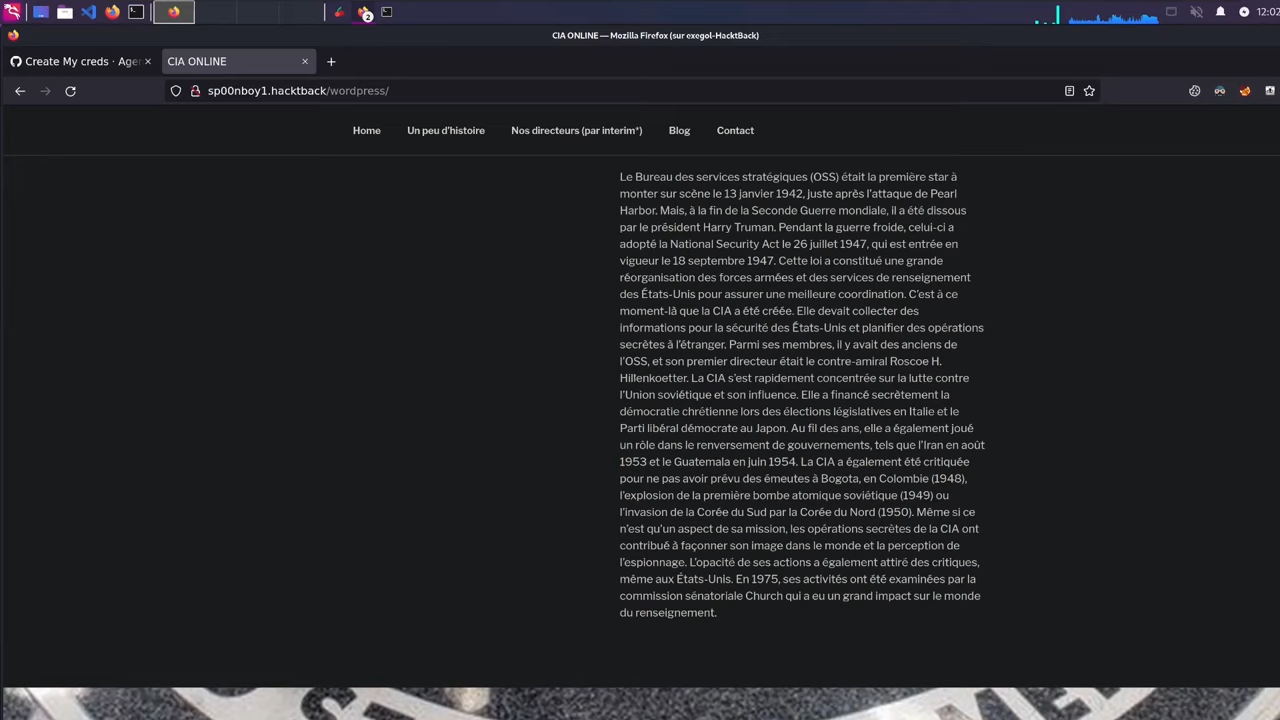 2
12:02
CIA ONLINE — Mozilla Firefox (sur exegol-HacktBack)
Create My creds · Agen
CIA ONLINE
sp00nboy1.hacktback/wordpress/
Home
Un peu d'histoire
Nos directeurs (par interim*)
Blog
Contact
Le Bureau des services stratégiques (OSS) était la première star à
monter sur scène le 13 janvier 1942, juste après l'attaque de Pearl
Harbor. Mais, à la fin de la Seconde Guerre mondiale, il a été dissous
par le président Harry Truman. Pendant la guerre froide, celui-ci a
adopté la National Security Act le 26 juillet 1947, qui est entrée en
vigueur le 18 septembre 1947. Cette loi a constitué une grande
réorganisation des forces armées et des services de renseignement
des États-Unis pour assurer une meilleure coordination. C'est à ce
moment-là que la CIA a été créée. Elle devait collecter des
informations pour la sécurité des États-Unis et planifier des opérations
secrètes à l'étranger. Parmi ses membres, il y avait des anciens de
l'OSS, et son premier directeur était le contre-amiral Roscoe H.
Hillenkoetter. La CIA s'est rapidement concentrée sur la lutte contre
l'Union soviétique et son influence. Elle a financé secrètement la
démocratie chrétienne lors des élections législatives en Italie et le
Parti libéral démocrate au Japon. Au fil des ans, elle a également joué
un rôle dans le renversement de gouvernements, tels que l'Iran en août
1953 et le Guatemala en juin 1954. La CIA a également été critiquée
pour ne pas avoir prévu des émeutes à Bogota, en Colombie (1948),
l'explosion de la première bombe atomique soviétique (1949) ou
l'invasion de la Corée du Sud par la Corée du Nord (1950). Même si ce
n'est qu'un aspect de sa mission, les opérations secrètes de la CIA ont
contribué à façonner son image dans le monde et la perception de
l'espionnage. L'opacité de ses actions a également attiré des critiques,
même aux États-Unis. En 1975, ses activités ont été examinées par la
commission sénatoriale Church qui a eu un grand impact sur le monde
du renseignement.